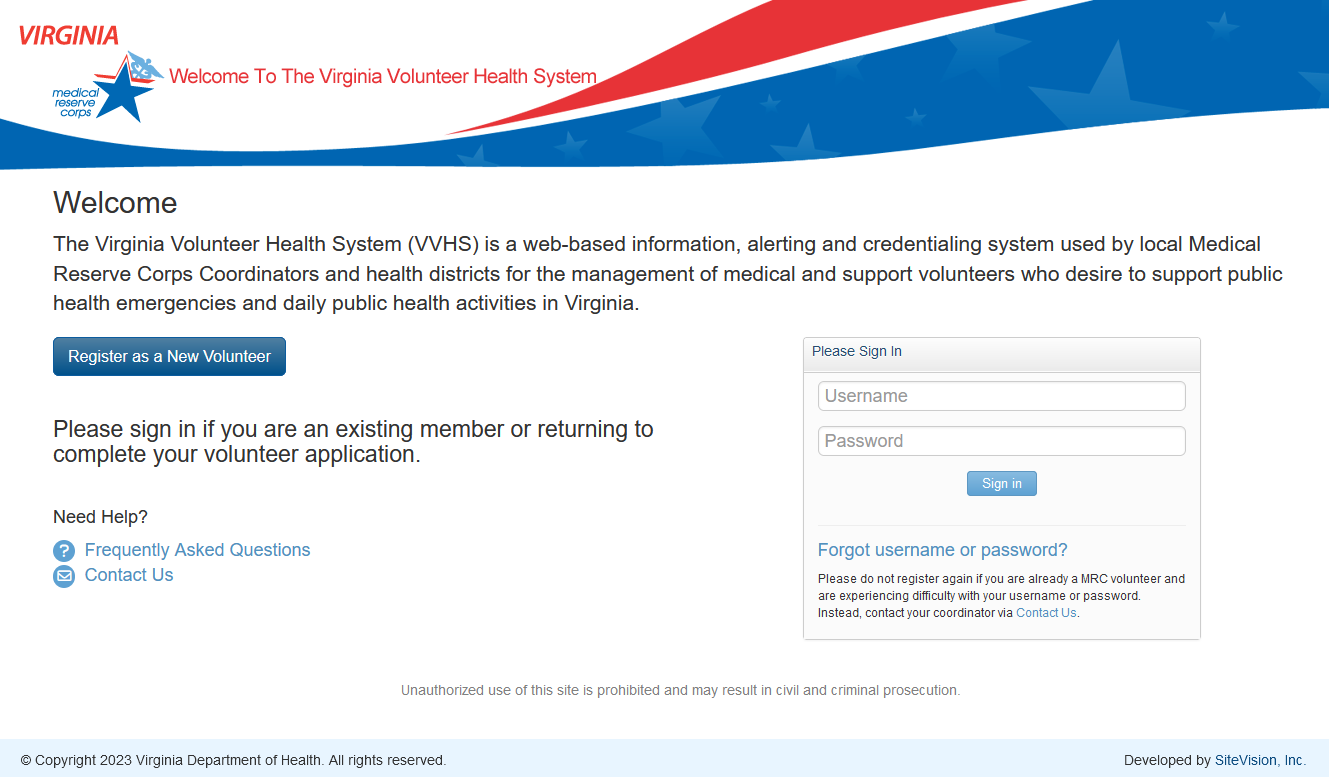 VIRGINIA
medical
reserve
corps
Welcome To The Virginia Volunteer Health System
Welcome
The Virginia Volunteer Health System (VVHS) is a web-based information, alerting and credentialing system used by local Medical
Reserve Corps Coordinators and health districts for the management of medical and support volunteers who desire to support public
health emergencies and daily public health activities in Virginia.
Register as a New Volunteer
Please sign in if you are an existing member or returning to
complete your volunteer application.
Need Help?
? Frequently Asked Questions
Contact Us
Please Sign In
Username
Password
Sign in
Forgot username or password?
Please do not register again if you are already a MRC volunteer and
are experiencing difficulty with your username or password.
Instead, contact your coordinator via Contact Us.
Unauthorized use of this site is prohibited and may result in civil and criminal prosecution.
© Copyright 2023 Virginia Department of Health. All rights reserved.
Developed by SiteVision, Inc.